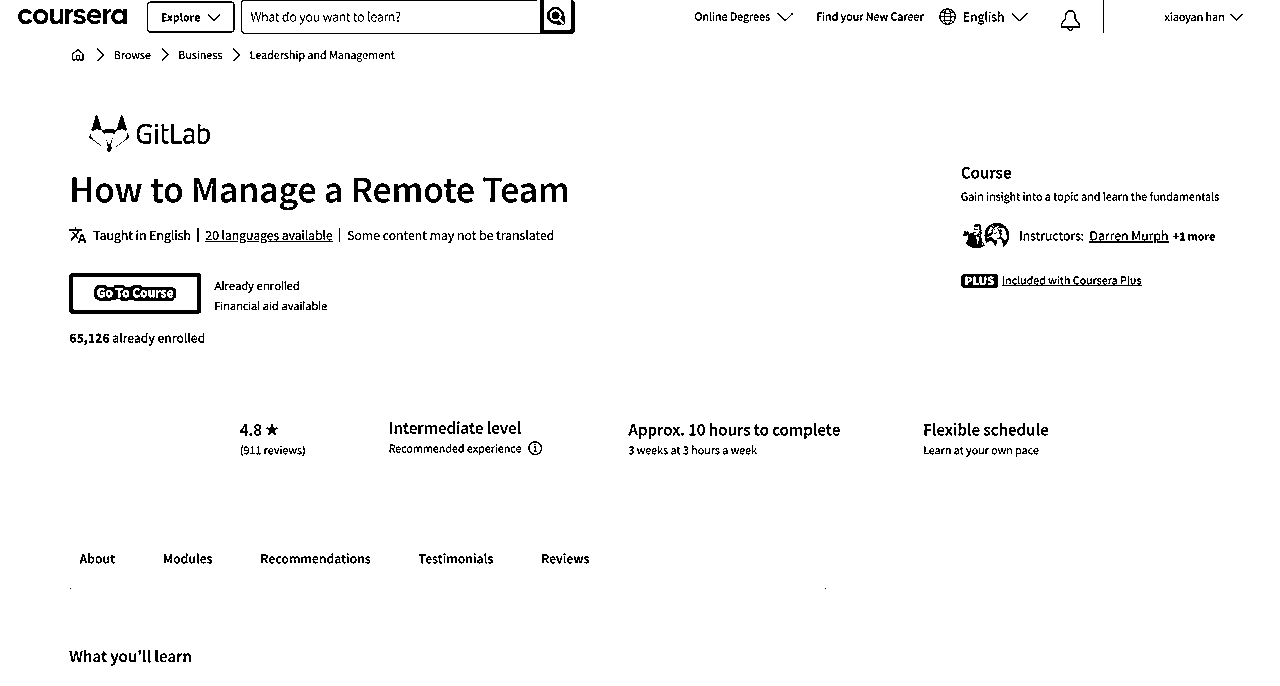 coursera Explore What do you want to learn? Online Degrees Find your New Career English xiaoyan han
Browse Business Leadership and Management
GitLab
How to Manage a Remote Team
Taught in English | 20 languages available | Some content may not be translated
Go To Course
Already enrolled
Financial aid available
65,126 already enrolled
Course
Gain insight into a topic and learn the fundamentals
Instructors: Darren Murph +1 more
PLUS Included with Coursera Plus
4.8 ★
(911 reviews)
Intermediate level
Recommended experience
Approx. 10 hours to complete
3 weeks at 3 hours a week
Flexible schedule
Learn at your own pace
About Modules Recommendations Testimonials Reviews
What you'll learn